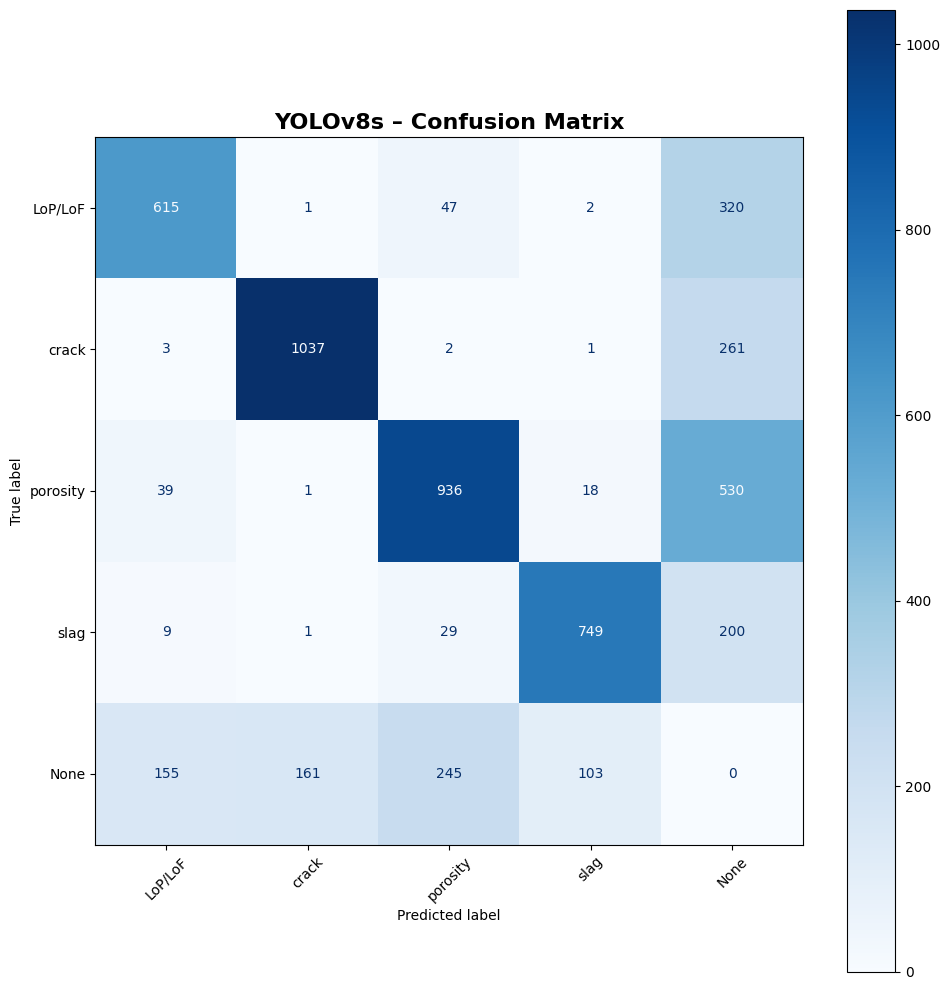 YOLOv8s – Confusion Matrix
LoP/LoF 615 1 47 2 320
crack 3 1037 2 1 261
porosity 39 1 936 18 530
slag 9 1 29 749 200
None 155 161 245 103 0
LoP/LoF crack porosity slag None
True label
Predicted label
1000
800
600
400
200
0